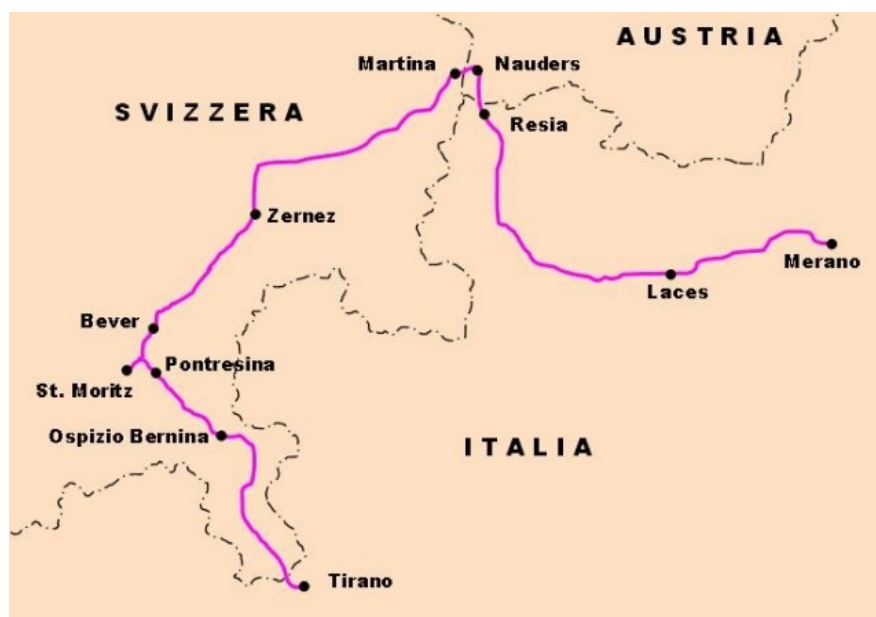 AUSTRIA
Martina
Nauders
SVIZZERA
Resia
Zernez
Merano
Laces
Bever
Pontresina
St. Moritz
Ospizio Bernina
ITALIA
Tirano